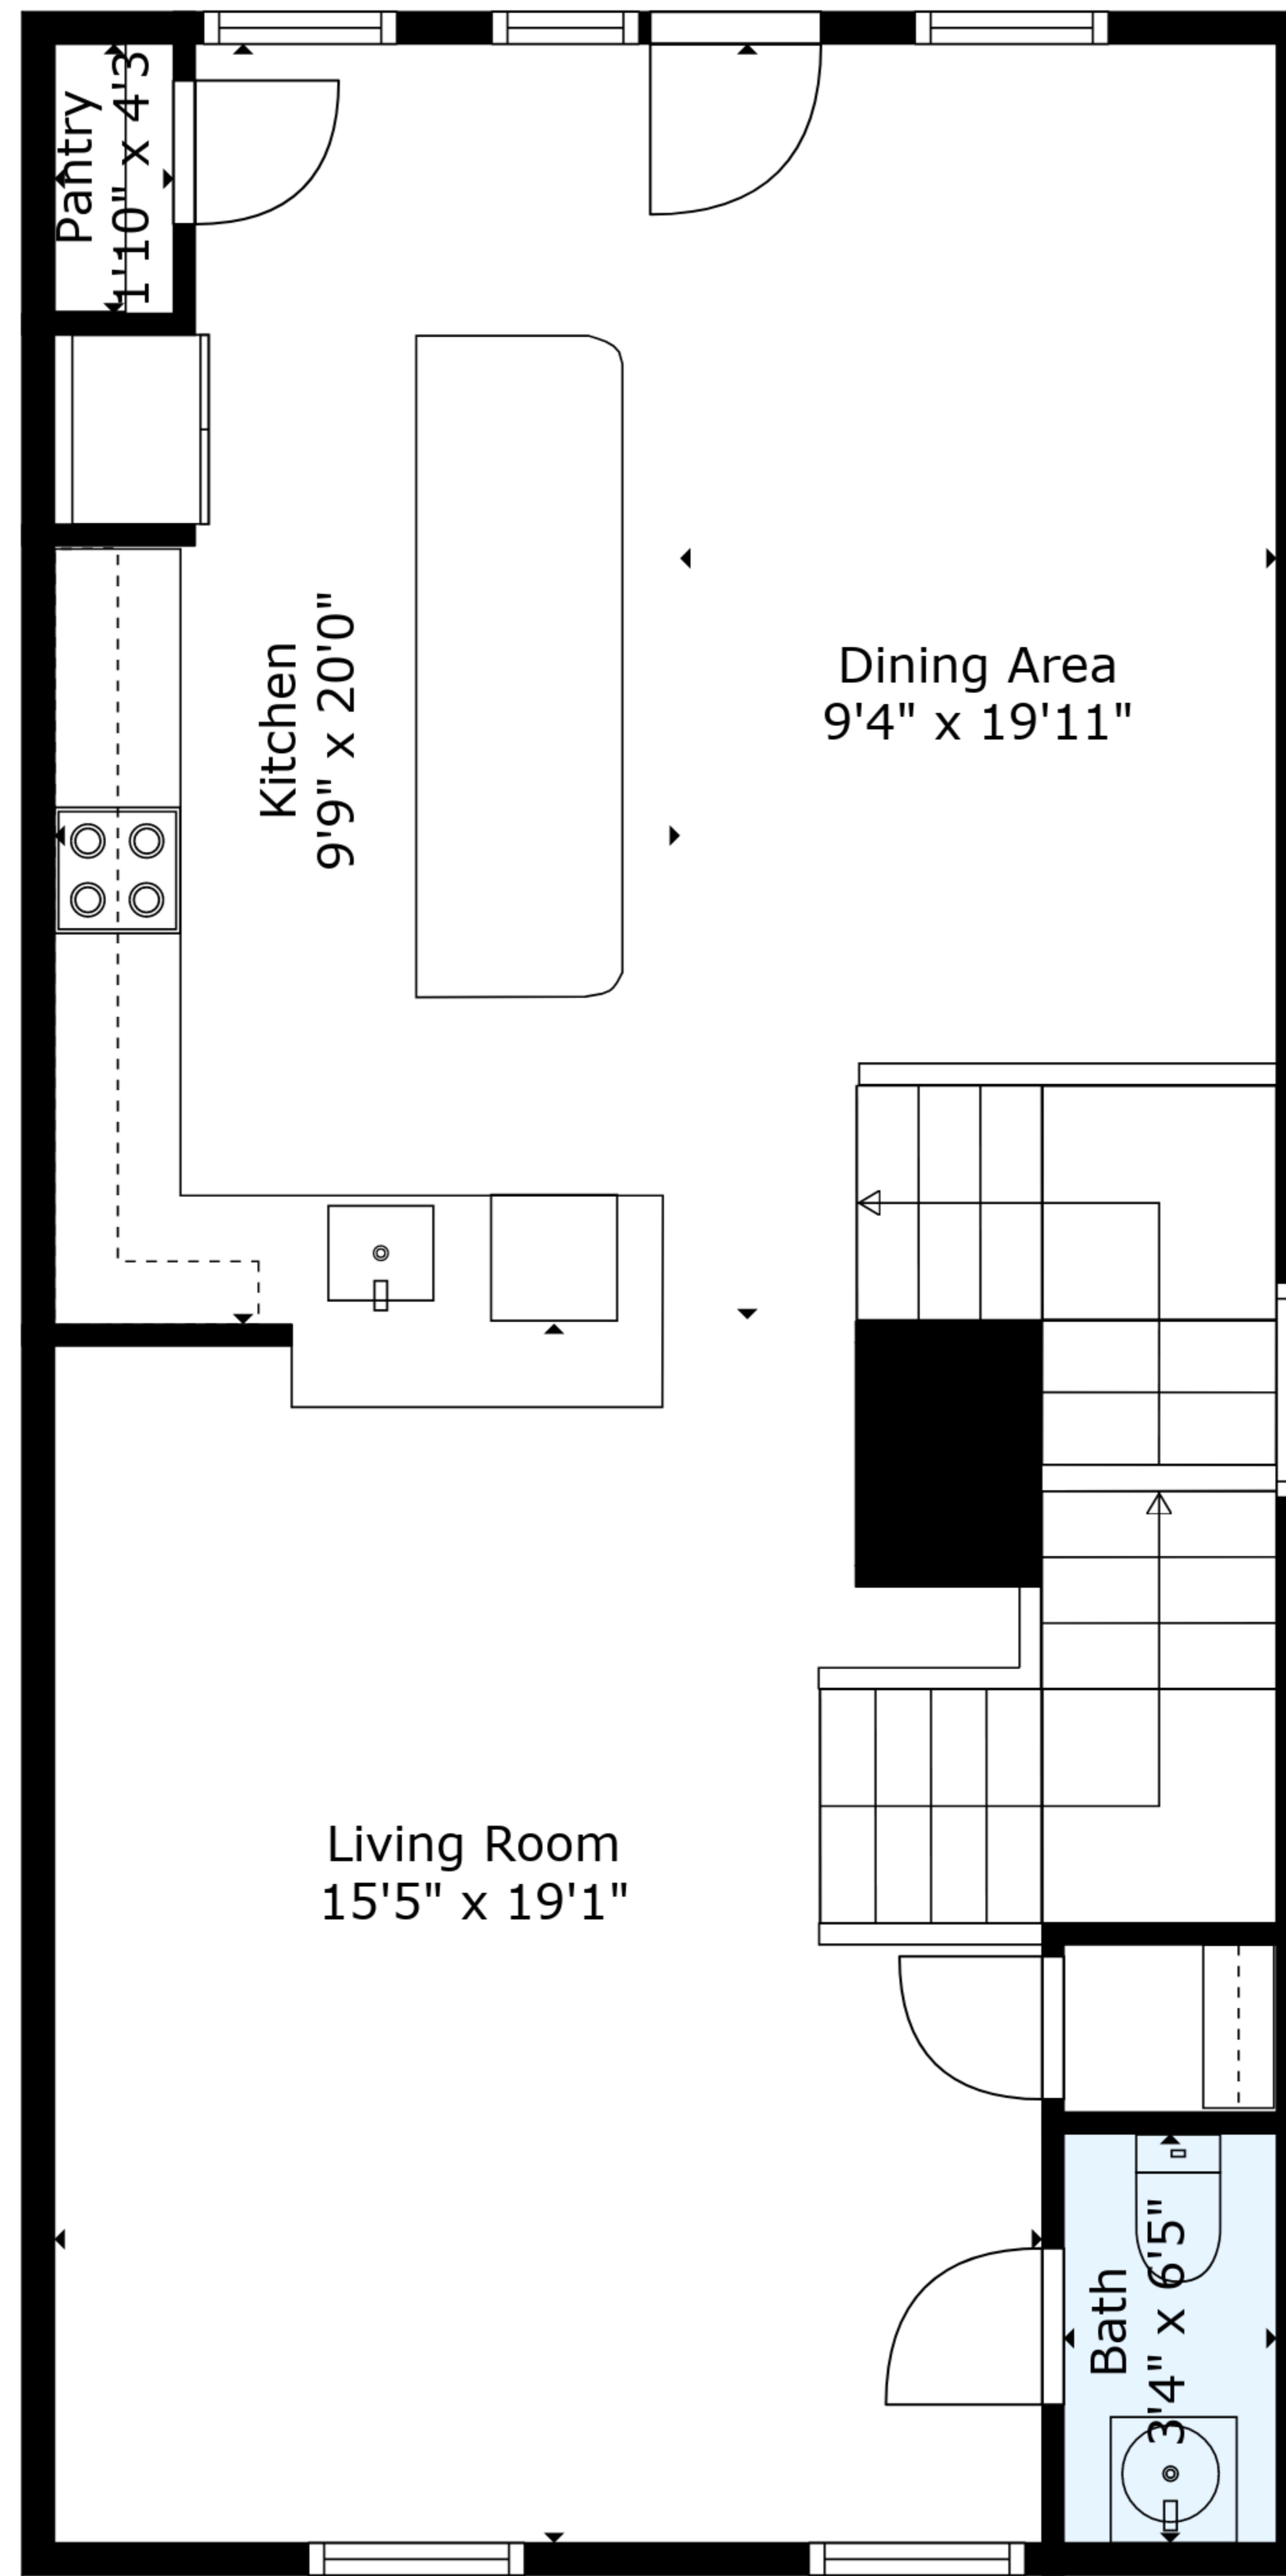 Pantry
1'10" x 4'3
Kitchen
9'9" x 20'0"
Dining Area
9'4" x 19'11"
Living Room
15'5" x 19'1"
Bath
3'4" x 6'5"